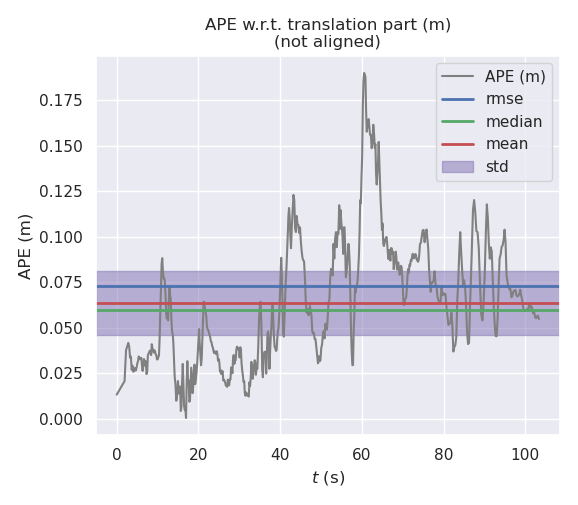 APE w.r.t. translation part (m)
(not aligned)
APE (m)
rmse
median
mean
std
APE (m)
0.175
0.150
0.125
0.100
0.075
0.050
0.025
0.000
0 20 40 60 80 100
t (s)